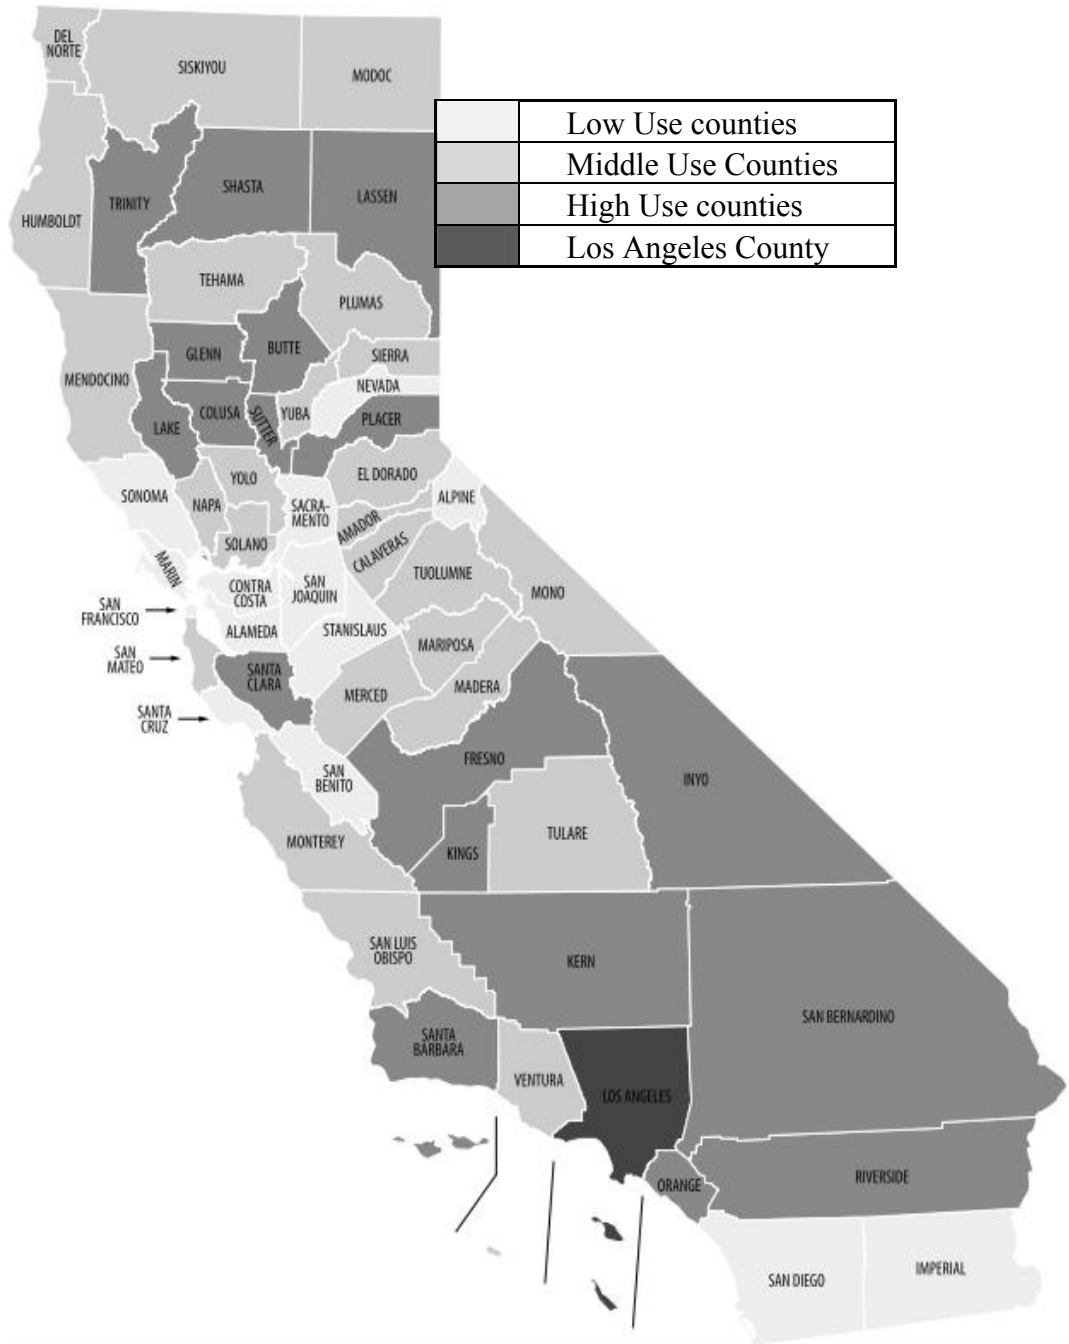 DEL
NORTE
SISKIYOU
MODOC
Low Use counties
Middle Use Counties
High Use counties
Los Angeles County
HUMBOLDT
TRINITY
SHASTA
LASSEN
TEHAMA
PLUMAS
MENDOCINO
GLENN
BUTTE
SIERRA
NEVADA
LAKE
COLUSA
SUTTER
YUBA
PLACER
SONOMA
NAPA
YOLO
SACRA-
MENTO
EL DORADO
ALPINE
SOLANO
AMADOR
CALAVERAS
TUOLUMNE
MONO
MARIN
CONTRA
COSTA
SAN
JOAQUIN
SAN
FRANCISCO
ALAMEDA
STANISLAUS
MARIPOSA
SAN
MATEO
SANTA
CLARA
MERCED
MADERA
SANTA
CRUZ
SAN
BENITO
FRESNO
INYO
MONTEREY
KINGS
TULARE
SAN LUIS
OBISPO
KERN
SAN BERNARDINO
SANTA
BARBARA
VENTURA
LOS ANGELES
ORANGE
RIVERSIDE
SAN DIEGO
IMPERIAL